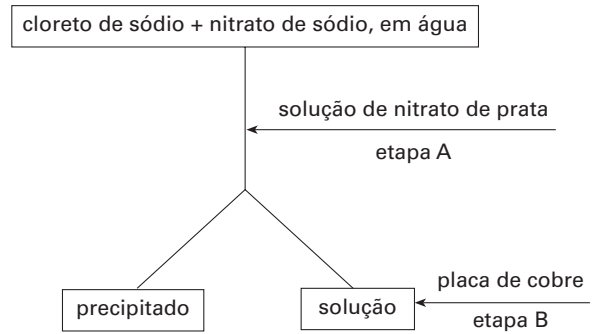 cloreto de sódio + nitrato de sódio, em água
solução de nitrato de prata
etapa A
precipitado
solução
placa de cobre
etapa B